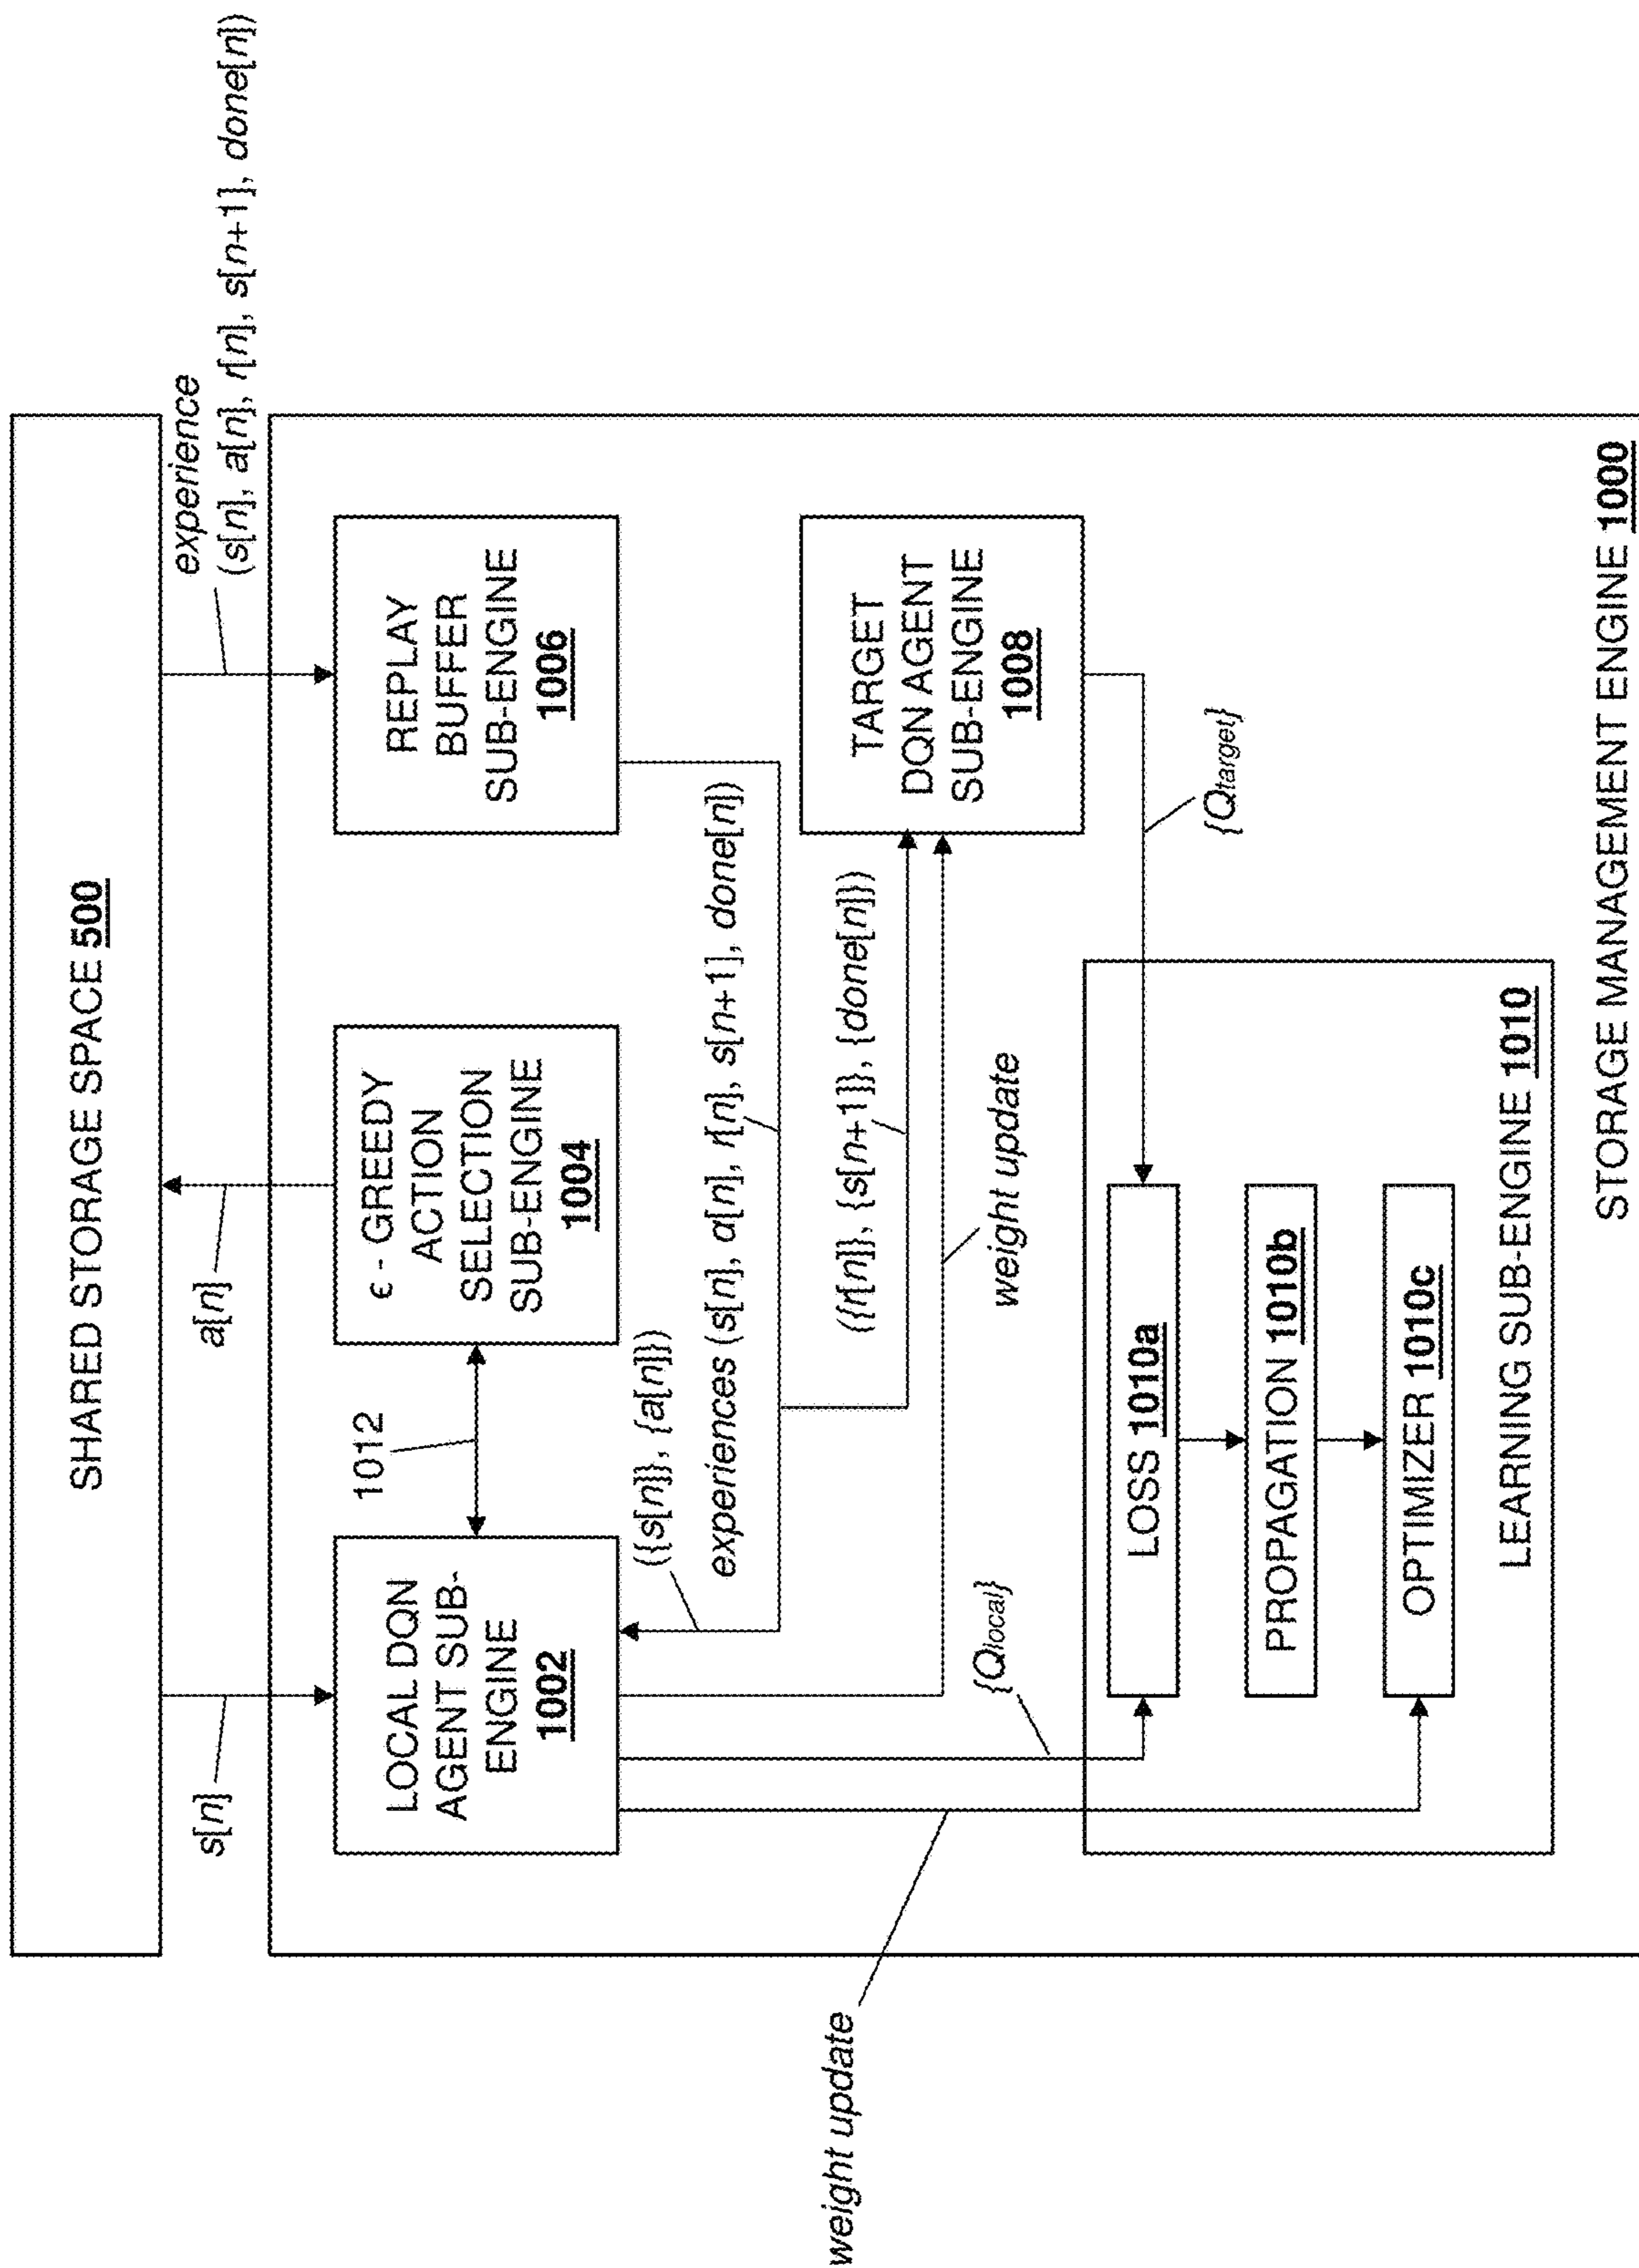 SHARED STORAGE SPACE 500
s[n]
a[n]
experience
(s[n], a[n], r[n], s[n+1], done[n])
LOCAL DQN
AGENT SUB-
ENGINE
1002
1012
ϵ - GREEDY
ACTION
SELECTION
SUB-ENGINE
1004
REPLAY
BUFFER
SUB-ENGINE
1006
({s[n]}, {a[n]})
experiences (s[n], a[n], r[n], s[n+1], done[n])
TARGET
DQN AGENT
SUB-ENGINE
1008
({r[n]}, {s[n+1]}, {done[n]})
weight update
weight update
{Qlocal}
{Qtarget}
LOSS 1010a
PROPAGATION 1010b
OPTIMIZER 1010c
LEARNING SUB-ENGINE 1010
STORAGE MANAGEMENT ENGINE 1000